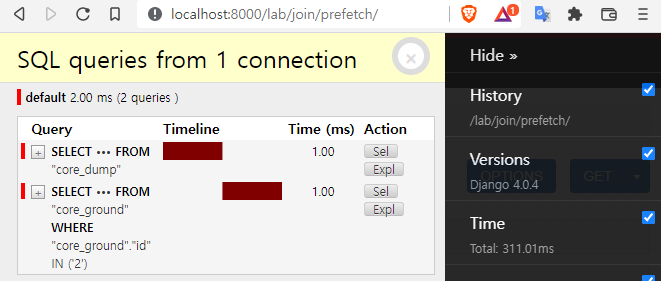 localhost:8000/lab/join/prefetch/
1
SQL queries from 1 connection
Hide »
default 2.00 ms (2 queries )
History
/lab/join/prefetch/
Query Timeline Time (ms) Action
+ SELECT ••• FROM 1.00 Sel
"core_dump" Expl
Versions
Django 4.0.4
OPTIONS GET
+ SELECT ••• FROM 1.00 Sel
"core_ground" Expl
WHERE
"core_ground"."id"
IN ('2')
Time
Total: 311.01ms